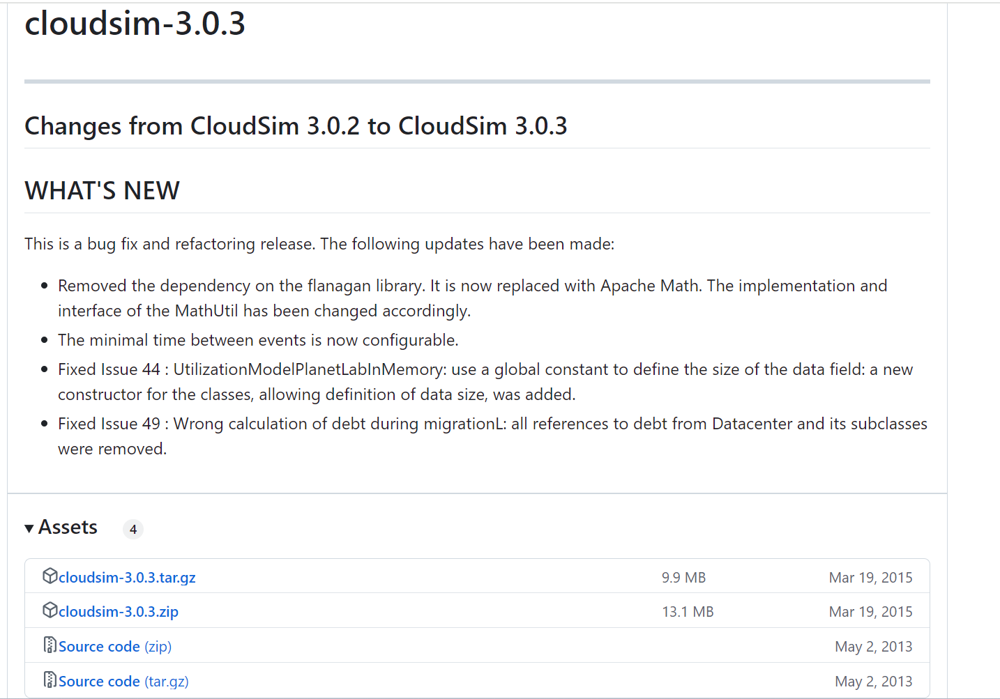 cloudsim-3.0.3
Changes from CloudSim 3.0.2 to CloudSim 3.0.3
WHAT'S NEW
This is a bug fix and refactoring release. The following updates have been made:
Removed the dependency on the flanagan library. It is now replaced with Apache Math. The implementation and
interface of the MathUtil has been changed accordingly.
The minimal time between events is now configurable.
Fixed Issue 44 : UtilizationModelPlanetLabInMemory: use a global constant to define the size of the data field: a new
constructor for the classes, allowing definition of data size, was added.
Fixed Issue 49 : Wrong calculation of debt during migrationL: all references to debt from Datacenter and its subclasses
were removed.
Assets 4
cloudsim-3.0.3.tar.gz 9.9 MB Mar 19, 2015
cloudsim-3.0.3.zip 13.1 MB Mar 19, 2015
Source code (zip) May 2, 2013
Source code (tar.gz) May 2, 2013